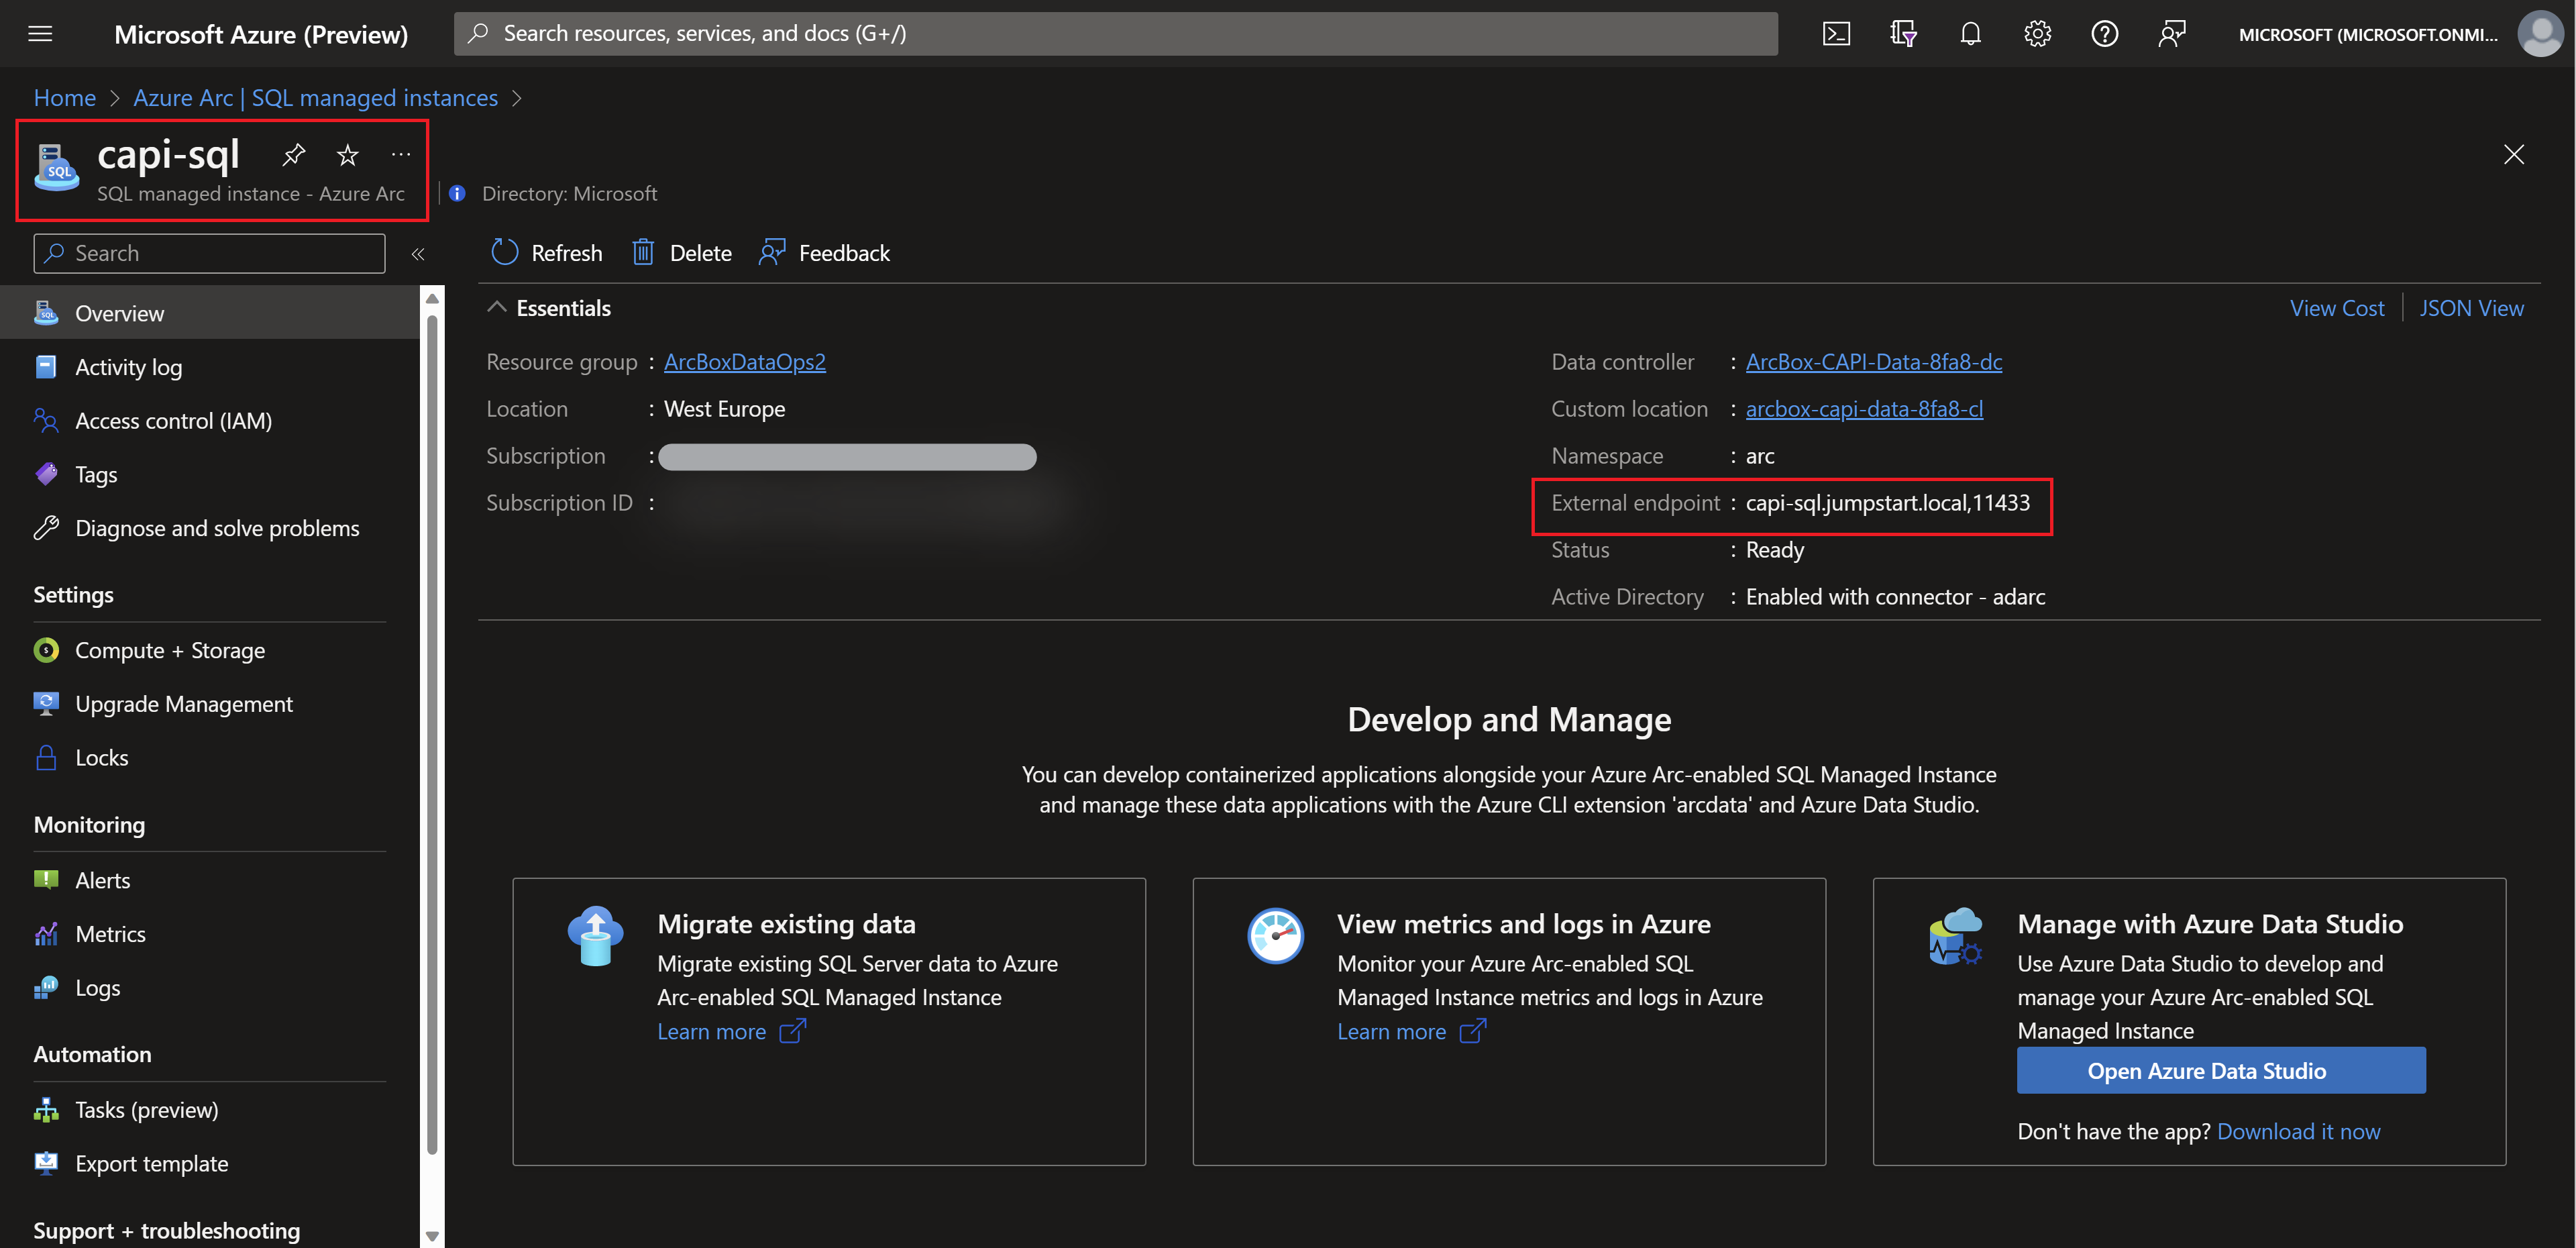 Microsoft Azure (Preview)
Search resources, services, and docs (G+/)
MICROSOFT (MICROSOFT.ONMI...
Home > Azure Arc | SQL managed instances >
capi-sql
SQL
SQL managed instance - Azure Arc
Directory: Microsoft
Search
Refresh
Delete
Feedback
Overview
Activity log
Access control (IAM)
Tags
Diagnose and solve problems
Settings
Compute + Storage
Upgrade Management
Locks
Monitoring
Alerts
Metrics
Logs
Automation
Tasks (preview)
Export template
Support + troubleshooting
Essentials
View Cost
JSON View
Resource group : ArcBoxDataOps2
Location : West Europe
Subscription :
Subscription ID :
Data controller : ArcBox-CAPI-Data-8fa8-dc
Custom location : arcbox-capi-data-8fa8-cl
Namespace : arc
External endpoint : capi-sql.jumpstart.local,11433
Status : Ready
Active Directory : Enabled with connector - adarc
Develop and Manage
You can develop containerized applications alongside your Azure Arc-enabled SQL Managed Instance
and manage these data applications with the Azure CLI extension 'arcdata' and Azure Data Studio.
Migrate existing data
Migrate existing SQL Server data to Azure
Arc-enabled SQL Managed Instance
Learn more
View metrics and logs in Azure
Monitor your Azure Arc-enabled SQL
Managed Instance metrics and logs in Azure
Learn more
Manage with Azure Data Studio
Use Azure Data Studio to develop and
manage your Azure Arc-enabled SQL
Managed Instance
Open Azure Data Studio
Don't have the app? Download it now